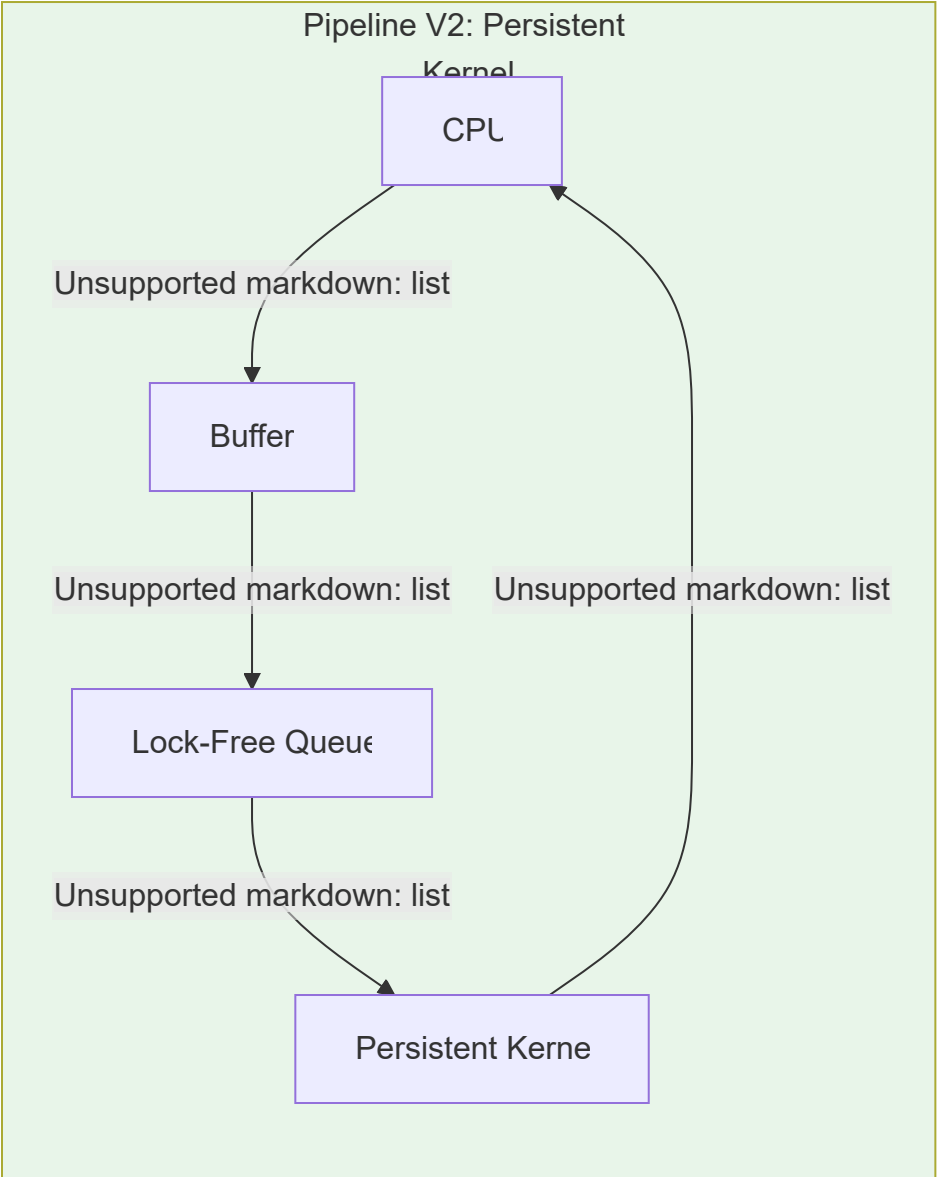 Pipeline V2: Persistent
Kernel
CPU
Unsupported markdown: list
Buffer
Unsupported markdown: list
Unsupported markdown: list
Lock-Free Queue
Unsupported markdown: list
Persistent Kerne